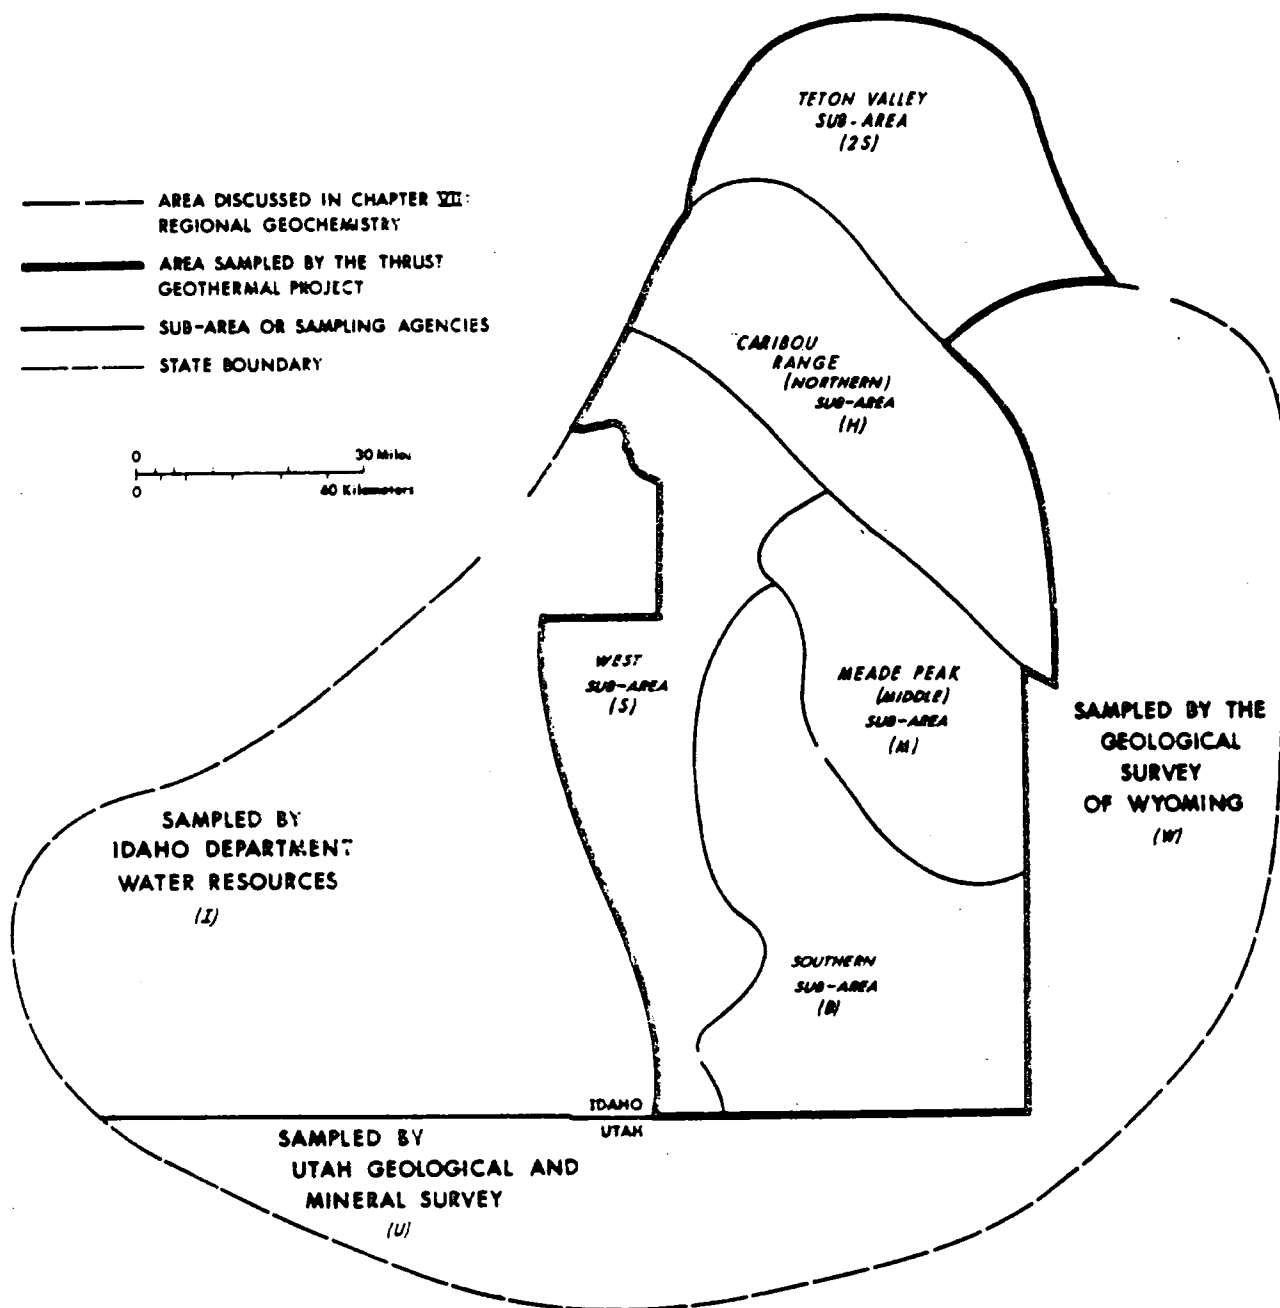 TETON VALLEY
SUB-AREA
(2S)
AREA DISCUSSED IN CHAPTER VII:
REGIONAL GEOCHEMISTRY
AREA SAMPLED BY THE THRUST
GEOTHERMAL PROJECT
SUB-AREA OR SAMPLING AGENCIES
STATE BOUNDARY
0 30 Miles
0 60 Kilometers
CARIBOU
RANGE
(NORTHERN)
SUB-AREA
(H)
WEST
SUB-AREA
(S)
MEADE PEAK
(MIDDLE)
SUB-AREA
(M)
SAMPLED BY THE
GEOLOGICAL
SURVEY
OF WYOMING
(W)
SAMPLED BY
IDAHO DEPARTMENT
WATER RESOURCES
(I)
SOUTHERN
SUB-AREA
(B)
IDAHO
UTAH
SAMPLED BY
UTAH GEOLOGICAL AND
MINERAL SURVEY
(U)